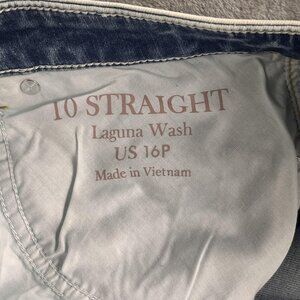 10 STRAIGHT
Laguna Wash
US 16P
Made in Vietnam